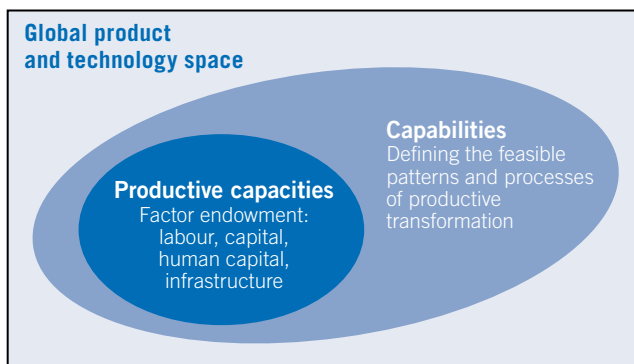 Global product
and technology space
Capabilities
Defining the feasible
patterns and processes
of productive
transformation
Productive capacities
Factor endowment:
labour, capital,
human capital,
infrastructure